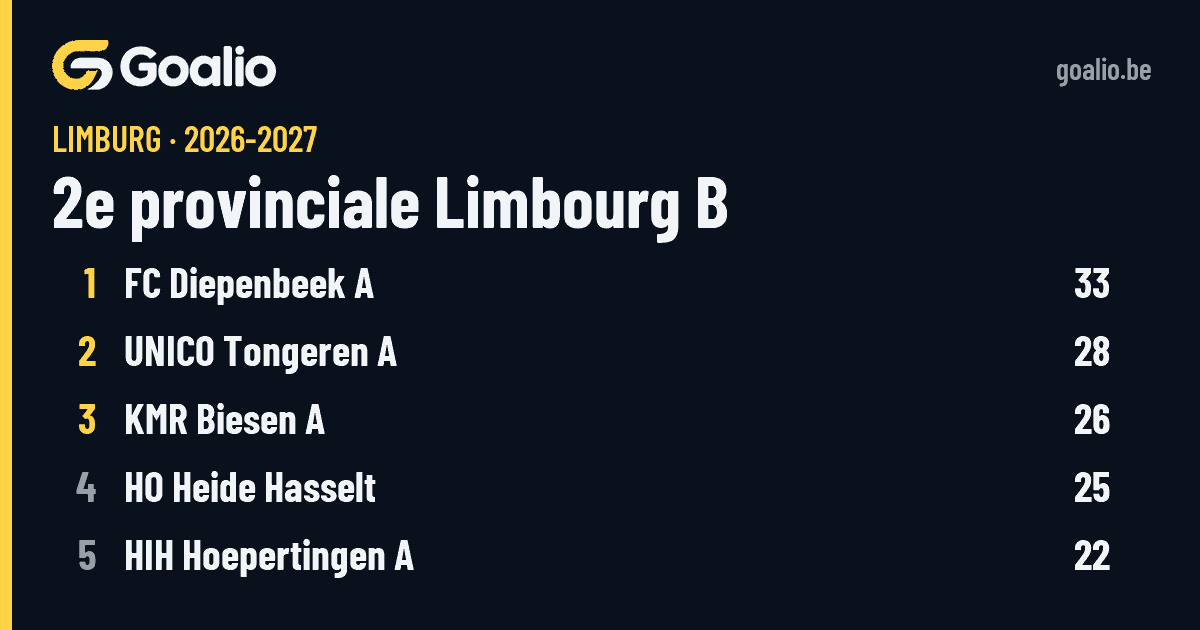 Goalio
goalio.be
LIMBURG · 2026-2027
2e provinciale Limbourg B
1 FC Diepenbeek A 33
2 UNICO Tongeren A 28
3 KMR Biesen A 26
4 HO Heide Hasselt 25
5 HIH Hoepertingen A 22